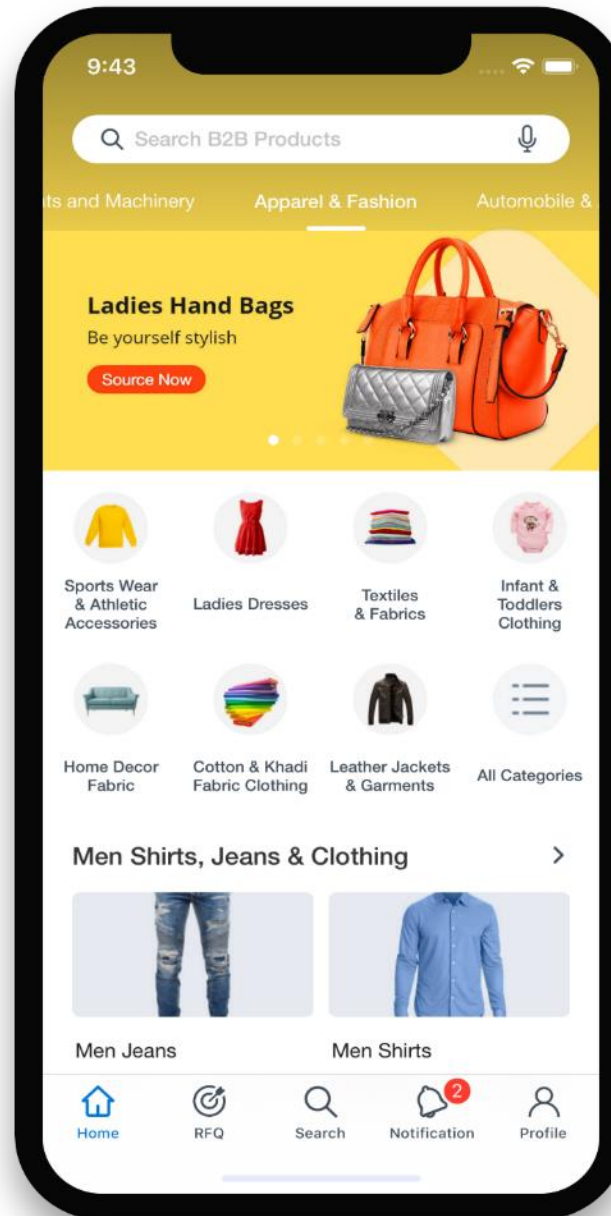 9:43
Search B2B Products
ts and Machinery Apparel & Fashion Automobile &
Ladies Hand Bags
Be yourself stylish
Source Now
Sports Wear
& Athletic
Accessories
Ladies Dresses
Textiles
& Fabrics
Infant &
Toddlers
Clothing
Home Decor
Fabric
Cotton & Khadi
Fabric Clothing
Leather Jackets
& Garments
All Categories
Men Shirts, Jeans & Clothing
Men Jeans
Men Shirts
2
Home RFQ Search Notification Profile